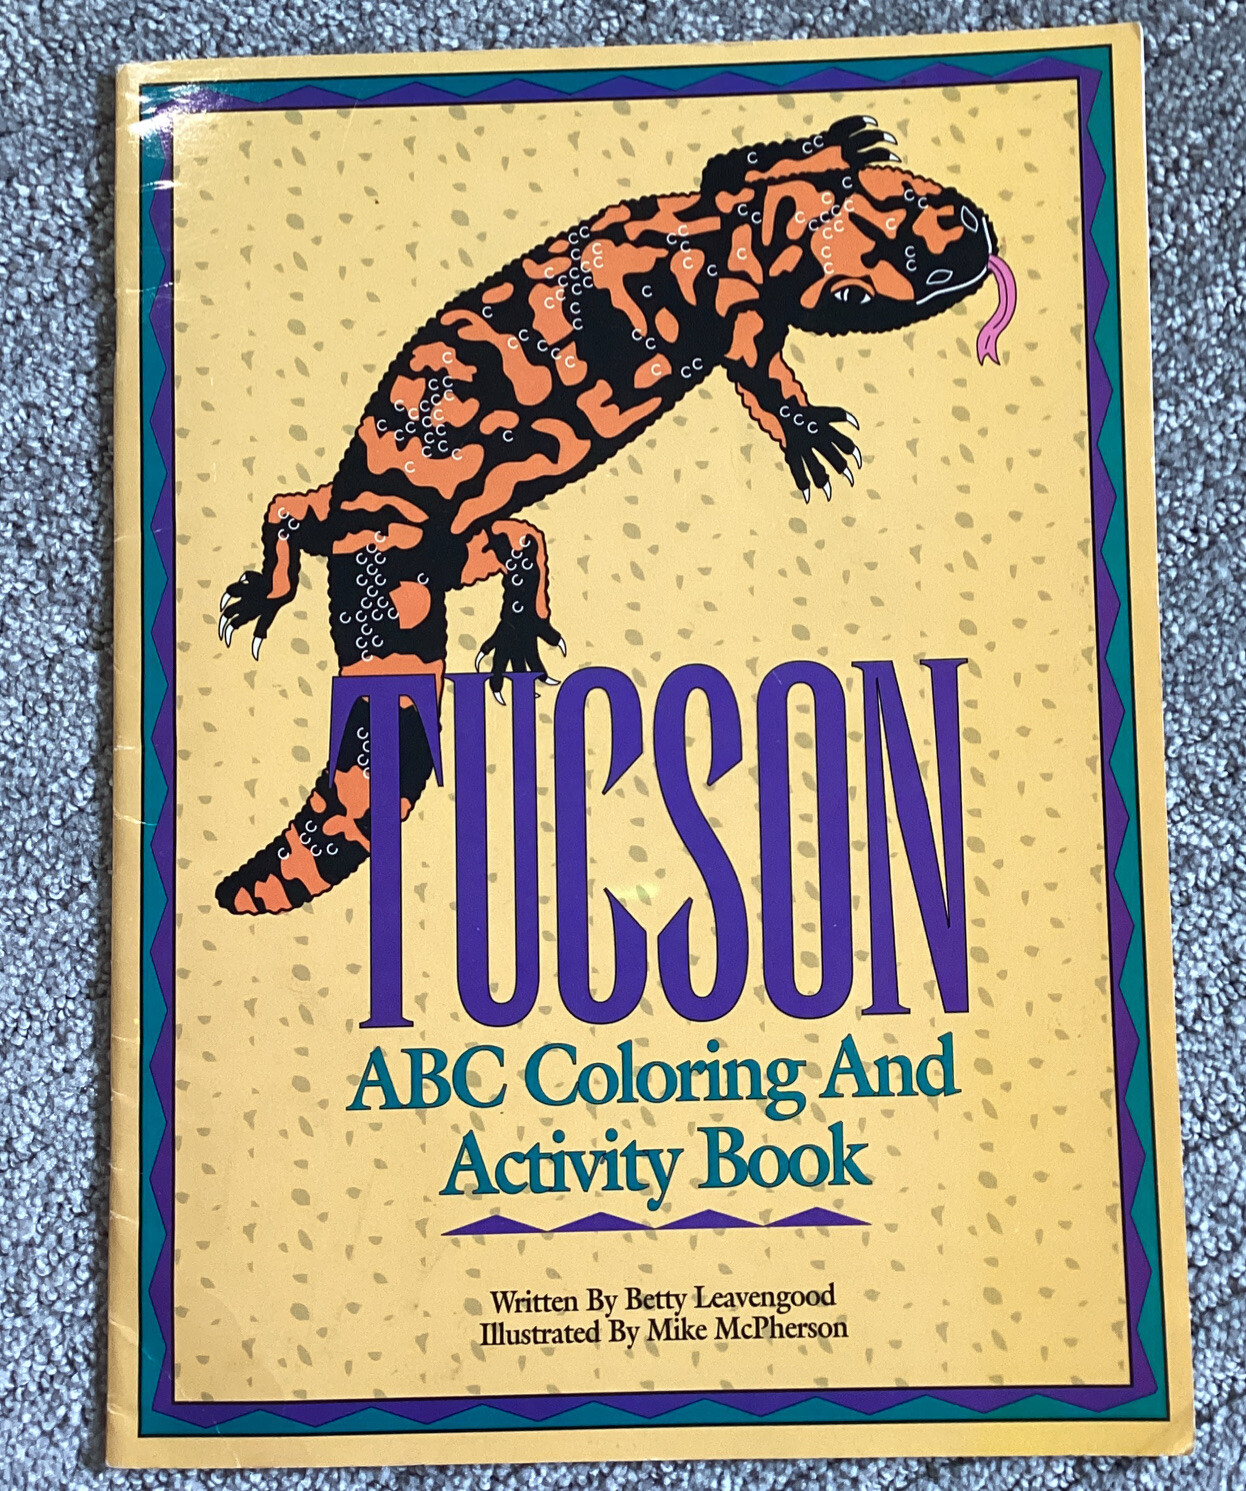 TUCSON
ABC Coloring And
Activity Book
Written By Betty Leavengood
Illustrated By Mike McPherson